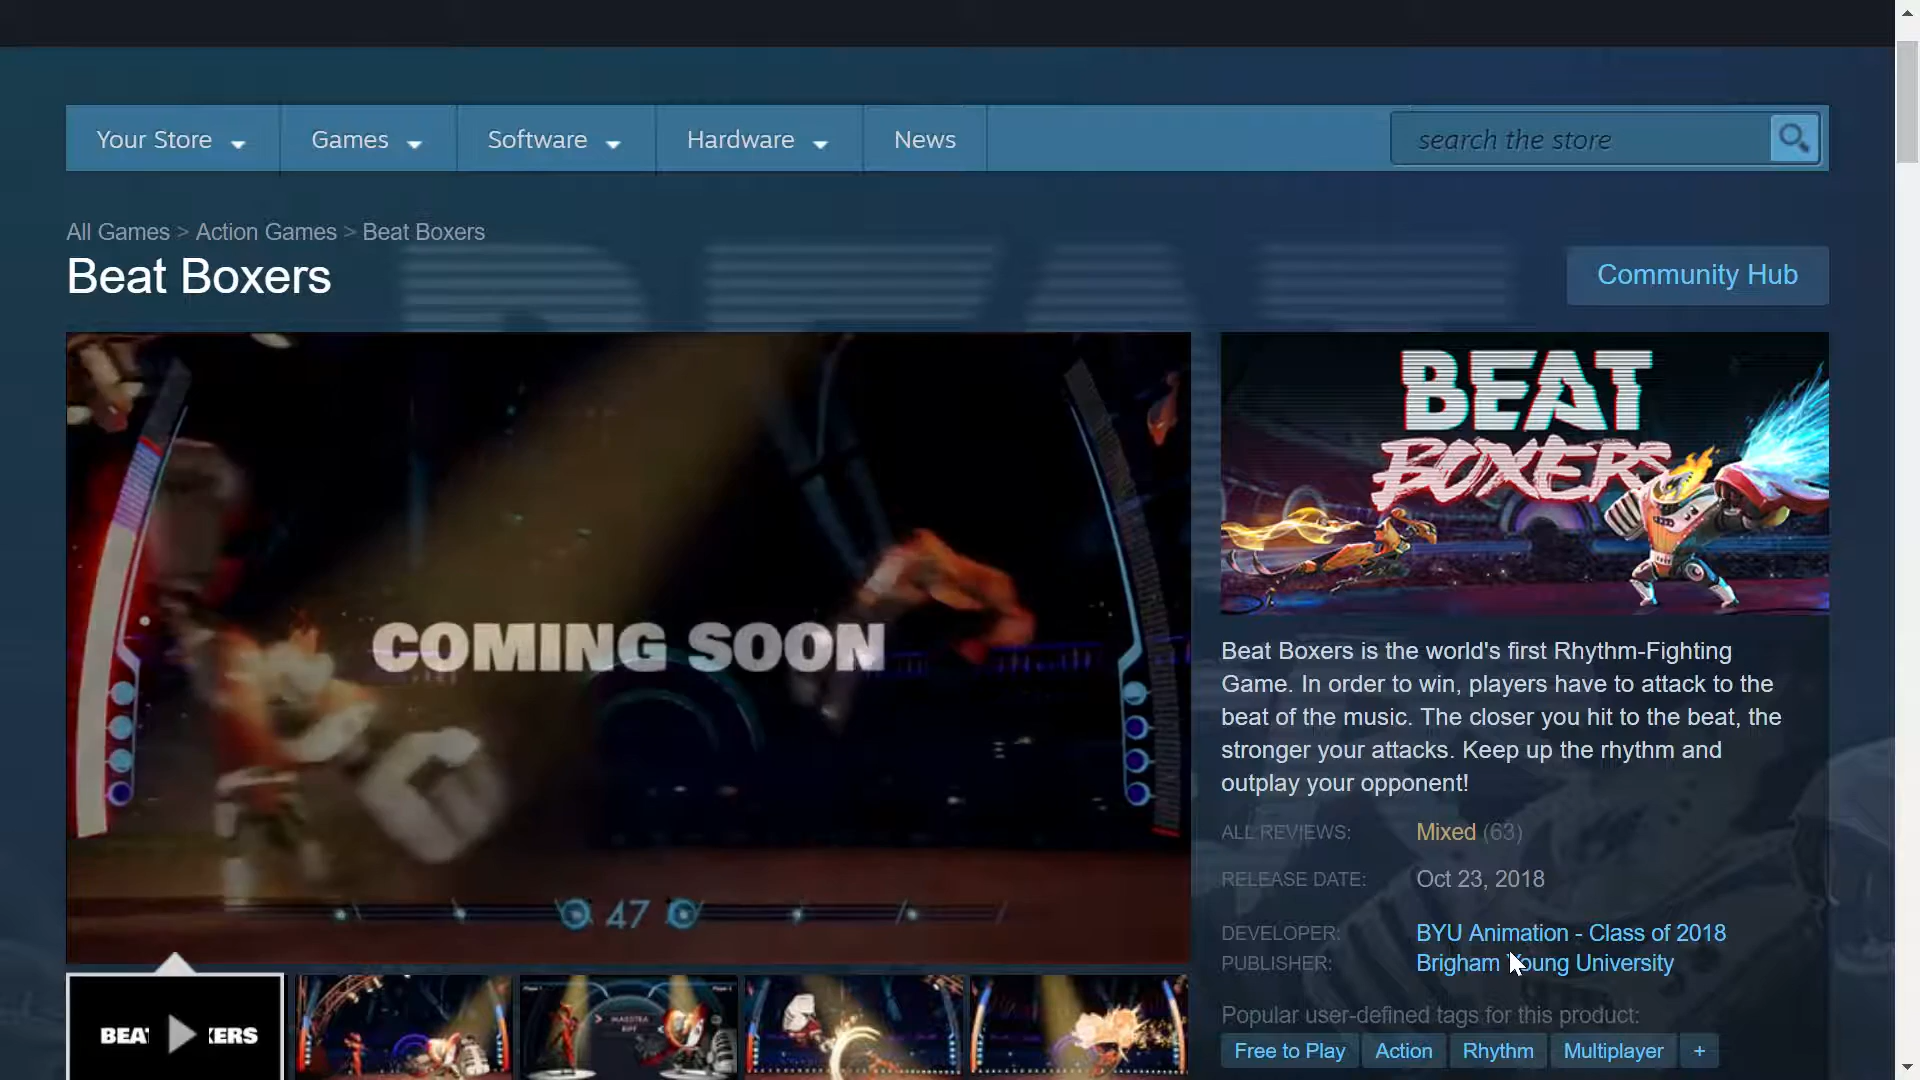 Your Store
Games
Software
Hardware
News
search the store
All Games > Action Games > Beat Boxers
Beat Boxers
Community Hub
COMING SOON
47
BEAT
BOXERS
Beat Boxers is the world's first Rhythm-Fighting
Game. In order to win, players have to attack to the
beat of the music. The closer you hit to the beat, the
stronger your attacks. Keep up the rhythm and
outplay your opponent!
ALL REVIEWS: Mixed (63)
RELEASE DATE: Oct 23, 2018
DEVELOPER: BYU Animation - Class of 2018
PUBLISHER: Brigham Young University
Popular user-defined tags for this product:
Free to Play
Action
Rhythm
Multiplayer
+